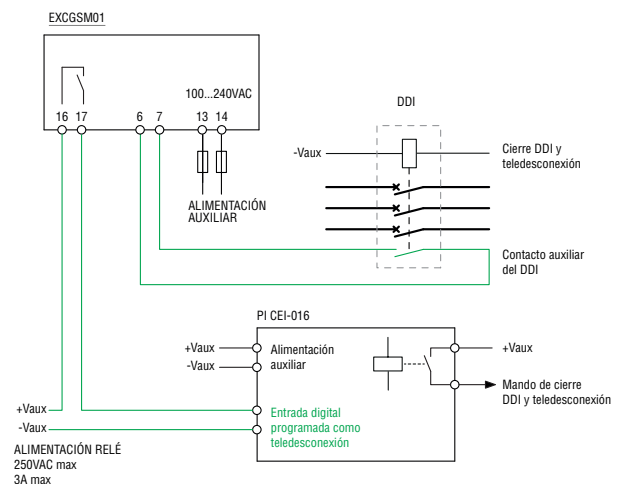 EXCGSM01
100...240VAC
16 17 6 7 13 14
ALIMENTACIÓN
AUXILIAR
DDI
-Vaux
Cierre DDI y
teledesconexión
Contacto auxiliar
del DDI
PI CEI-016
+Vaux
-Vaux
Alimentación
auxiliar
+Vaux
Mando de cierre
DDI y teledesconexión
Entrada digital
programada como
teledesconexión
+Vaux
-Vaux
ALIMENTACIÓN RELÉ
250VAC max
3A max